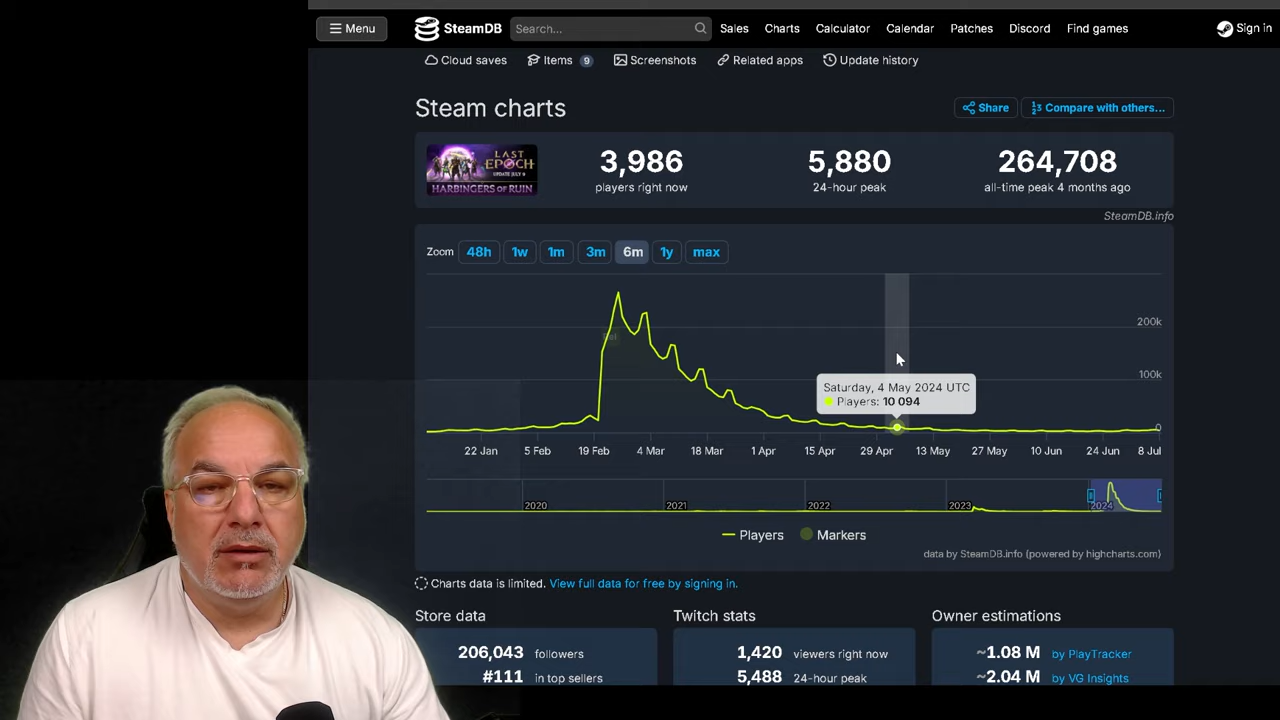 Menu
SteamDB
Search...
Sales
Charts
Calculator
Calendar
Patches
Discord
Find games
Sign in
Cloud saves
Items 9
Screenshots
Related apps
Update history
Steam charts
Share
Compare with others...
LAST EPOCH
UPDATE JULY 9
HARBINGERS OF RUIN
3,986
players right now
5,880
24-hour peak
264,708
all-time peak 4 months ago
SteamDB.info
Zoom 48h 1w 1m 3m 6m 1y max
200k
100k
0
Saturday, 4 May 2024 UTC
Players: 10 094
22 Jan 5 Feb 19 Feb 4 Mar 18 Mar 1 Apr 15 Apr 29 Apr 13 May 27 May 10 Jun 24 Jun 8 Jul
2020 2021 2022 2023 2024
Players Markers
data by SteamDB.info (powered by highcharts.com)
Charts data is limited. View full data for free by signing in.
Store data
206,043 followers
#111 in top sellers
Twitch stats
1,420 viewers right now
5,488 24-hour peak
Owner estimations
~1.08 M by PlayTracker
~2.04 M by VG Insights